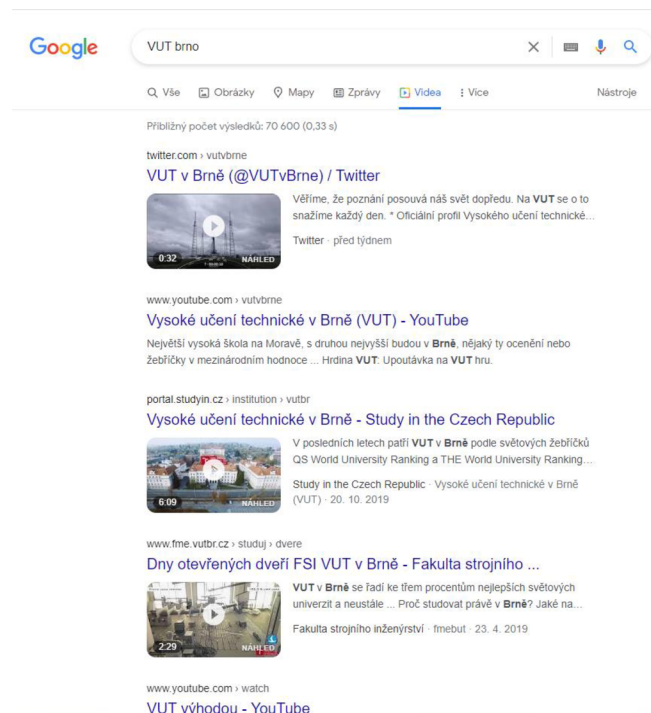 Google
VUT brno
Vše Obrázky Mapy Zprávy Videa Více Nástroje
Přibližný počet výsledků: 70 600 (0,33 s)
twitter.com › vutvbrne
VUT v Brně (@VUTvBrne) / Twitter
Věříme, že poznání posouvá náš svět dopředu. Na VUT se o to
snažíme každý den. * Oficiální profil Vysokého učení technické...
0:32 NÁHLED
Twitter · před týdnem
www.youtube.com › vutvbrne
Vysoké učení technické v Brně (VUT) - YouTube
Největší vysoká škola na Moravě, s druhou nejvyšší budou v Brně, nějaký ty ocenění nebo
žebříčky v mezinárodním hodnoce ... Hrdina VUT: Upoutávka na VUT hru.
portal.studyin.cz › institution › vutbr
Vysoké učení technické v Brně - Study in the Czech Republic
V posledních letech patří VUT v Brně podle světových žebříčků
QS World University Ranking a THE World University Ranking...
Study in the Czech Republic · Vysoké učení technické v Brně
(VUT) · 20. 10. 2019
6:09 NÁHLED
www.fme.vutbr.cz › studuj › dvere
Dny otevřených dveří FSI VUT v Brně - Fakulta strojního ...
VUT v Brně se řadí ke třem procentům nejlepších světových
univerzit a neustále ... Proč studovat právě v Brně? Jaké na...
Fakulta strojního inženýrství · fmebut · 23. 4. 2019
2:29 NÁHLED
www.youtube.com › watch
VUT výhodou - YouTube